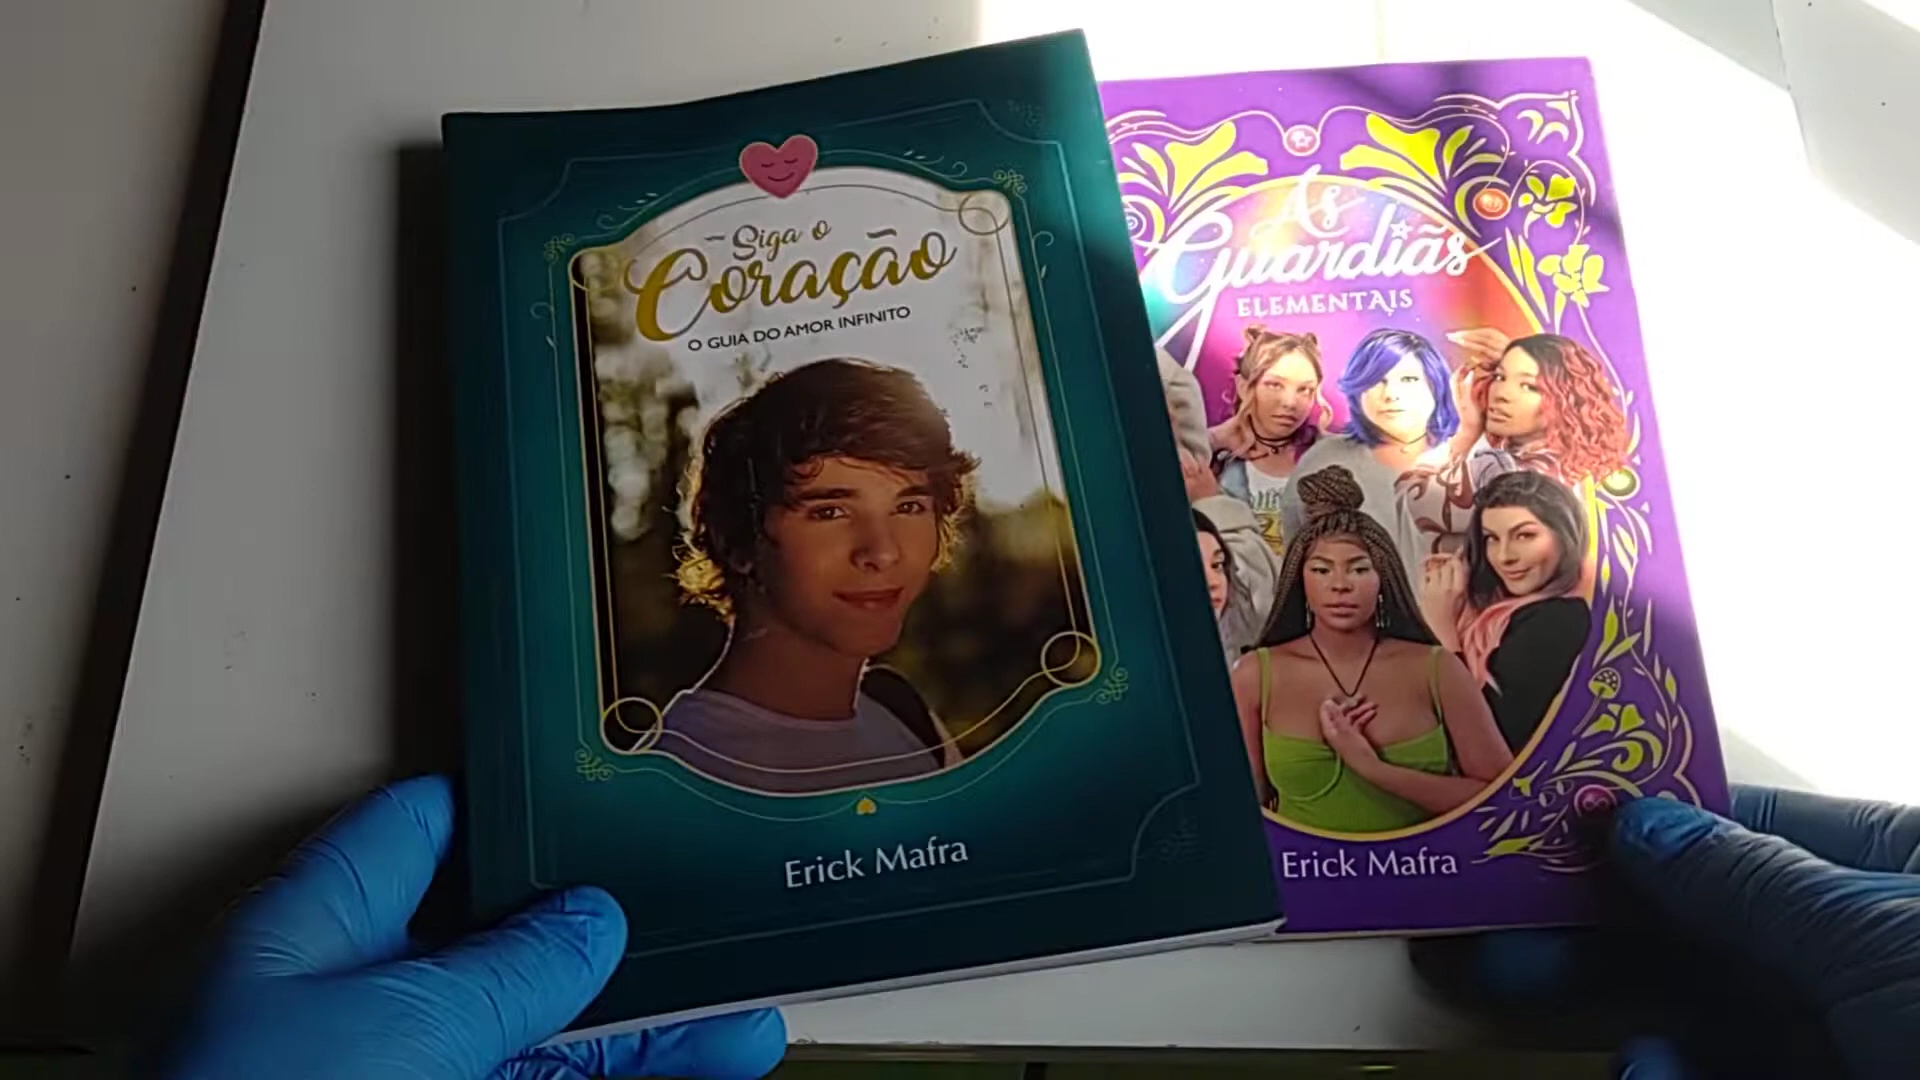 Siga o
Coração
O GUIA DO AMOR INFINITO
Erick Mafra
As
Guardiãs
ELEMENTAIS
Erick Mafra